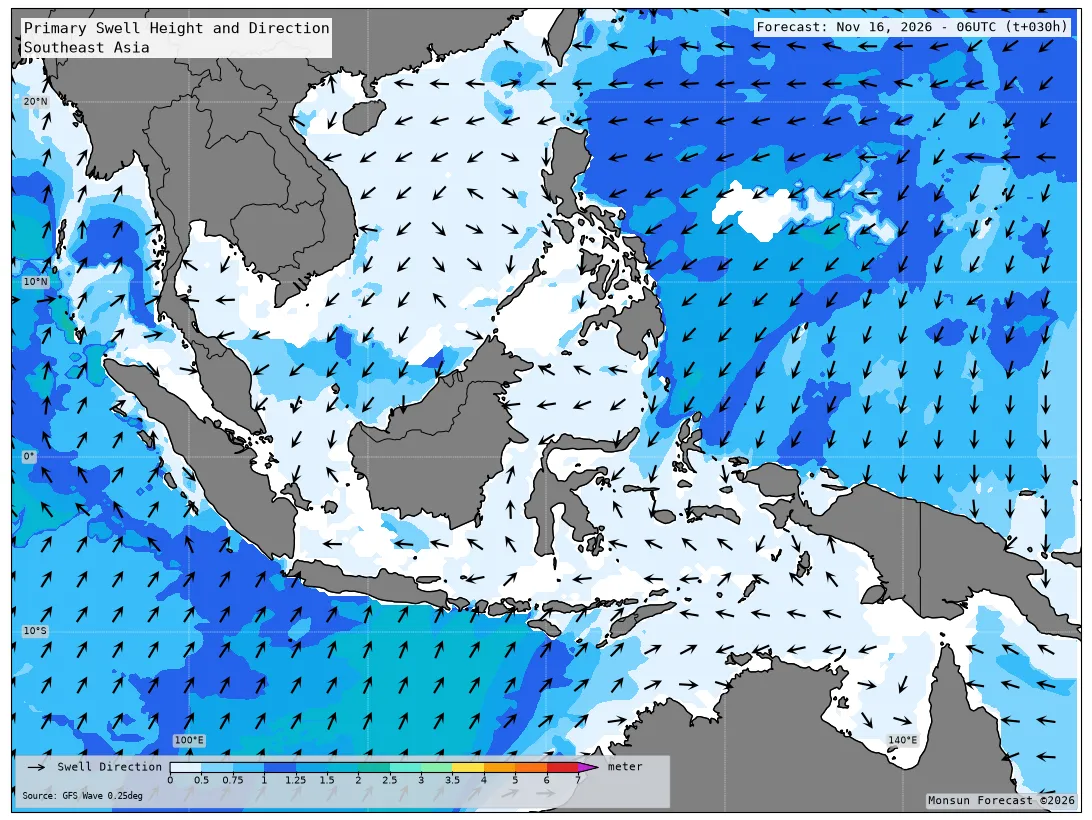 Primary Swell Height and Direction
Southeast Asia
Forecast: Nov 16, 2026 - 06UTC (t+030h)
20°N
10°N
0°
10°S
100°E
140°E
Swell Direction
0 0.5 0.75 1 1.25 1.5 2 2.5 3 3.5 4 5 6 7
meter
Source: GFS Wave 0.25deg
Monsun Forecast ©2026